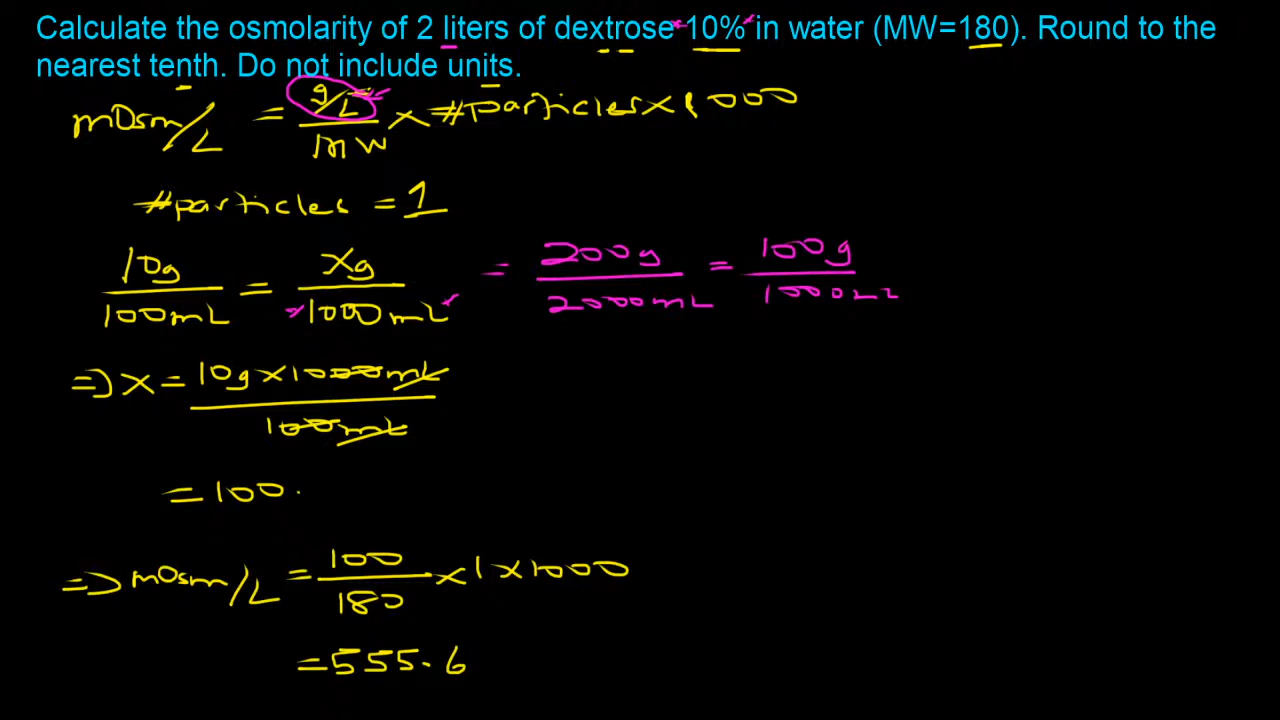 Calculate the osmolarity of 2 liters of dextrose 10% in water (MW=180). Round to the
nearest tenth. Do not include units.
mOsm/L = g/L / MW × #particles × 1000
#particles = 1
10g / 100mL = Xg / 1000mL = 200g / 2000mL = 100g / 1000mL
=> X = 10g × 1000mL / 100mL
= 100.
=> mOsm/L = 100 / 180 × 1 × 1000
= 555.6